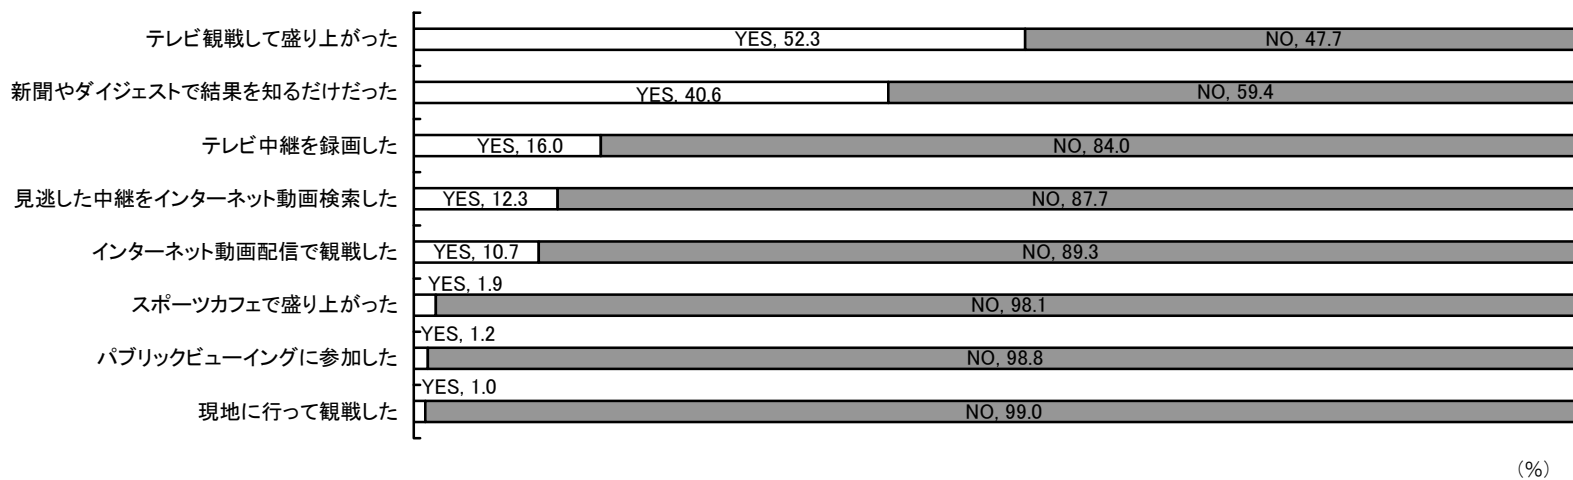 テレビ観戦して盛り上がった YES, 52.3 NO, 47.7
新聞やダイジェストで結果を知るだけだった YES, 40.6 NO, 59.4
テレビ中継を録画した YES, 16.0 NO, 84.0
見逃した中継をインターネット動画検索した YES, 12.3 NO, 87.7
インターネット動画配信で観戦した YES, 10.7 NO, 89.3
スポーツカフェで盛り上がった YES, 1.9 NO, 98.1
パブリックビューイングに参加した YES, 1.2 NO, 98.8
現地に行って観戦した YES, 1.0 NO, 99.0
(%)